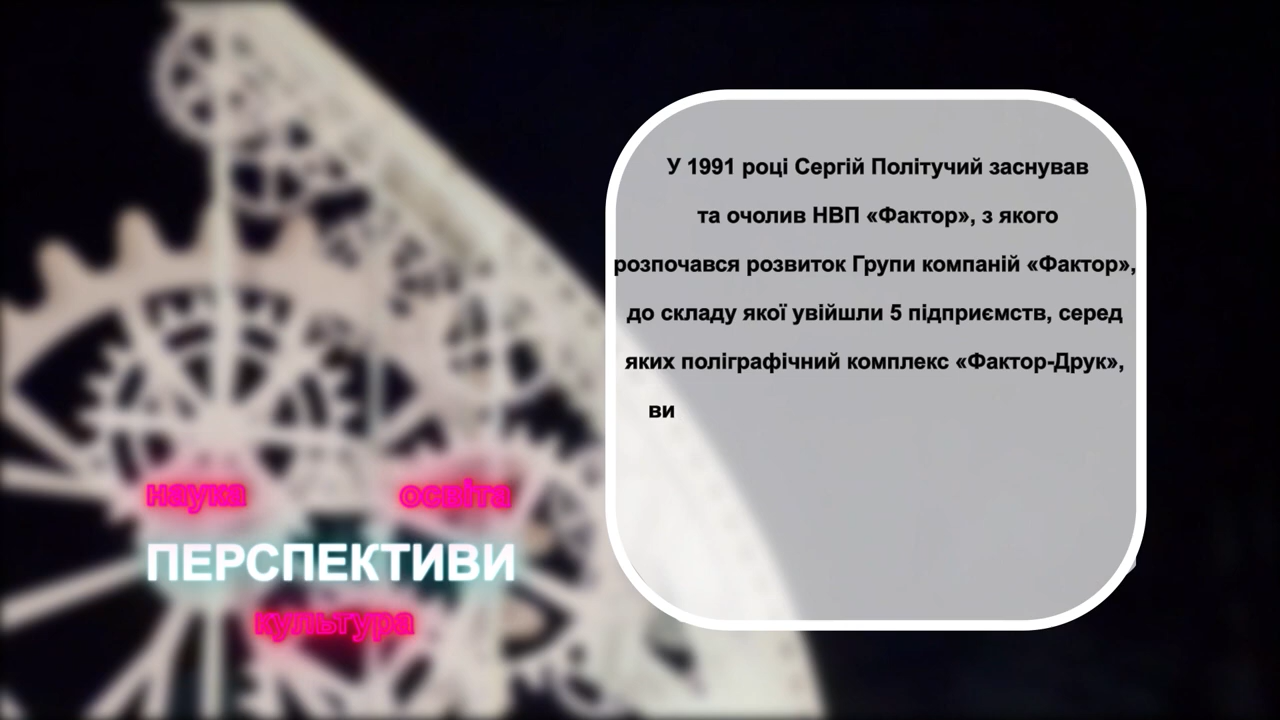 У 1991 році Сергій Політучий заснував
та очолив НВП «Фактор», з якого
розпочався розвиток Групи компаній «Фактор»,
до складу якої увійшли 5 підприємств, серед
яких поліграфічний комплекс «Фактор-Друк»,
ви
наука освіта
ПЕРСПЕКТИВИ
культура